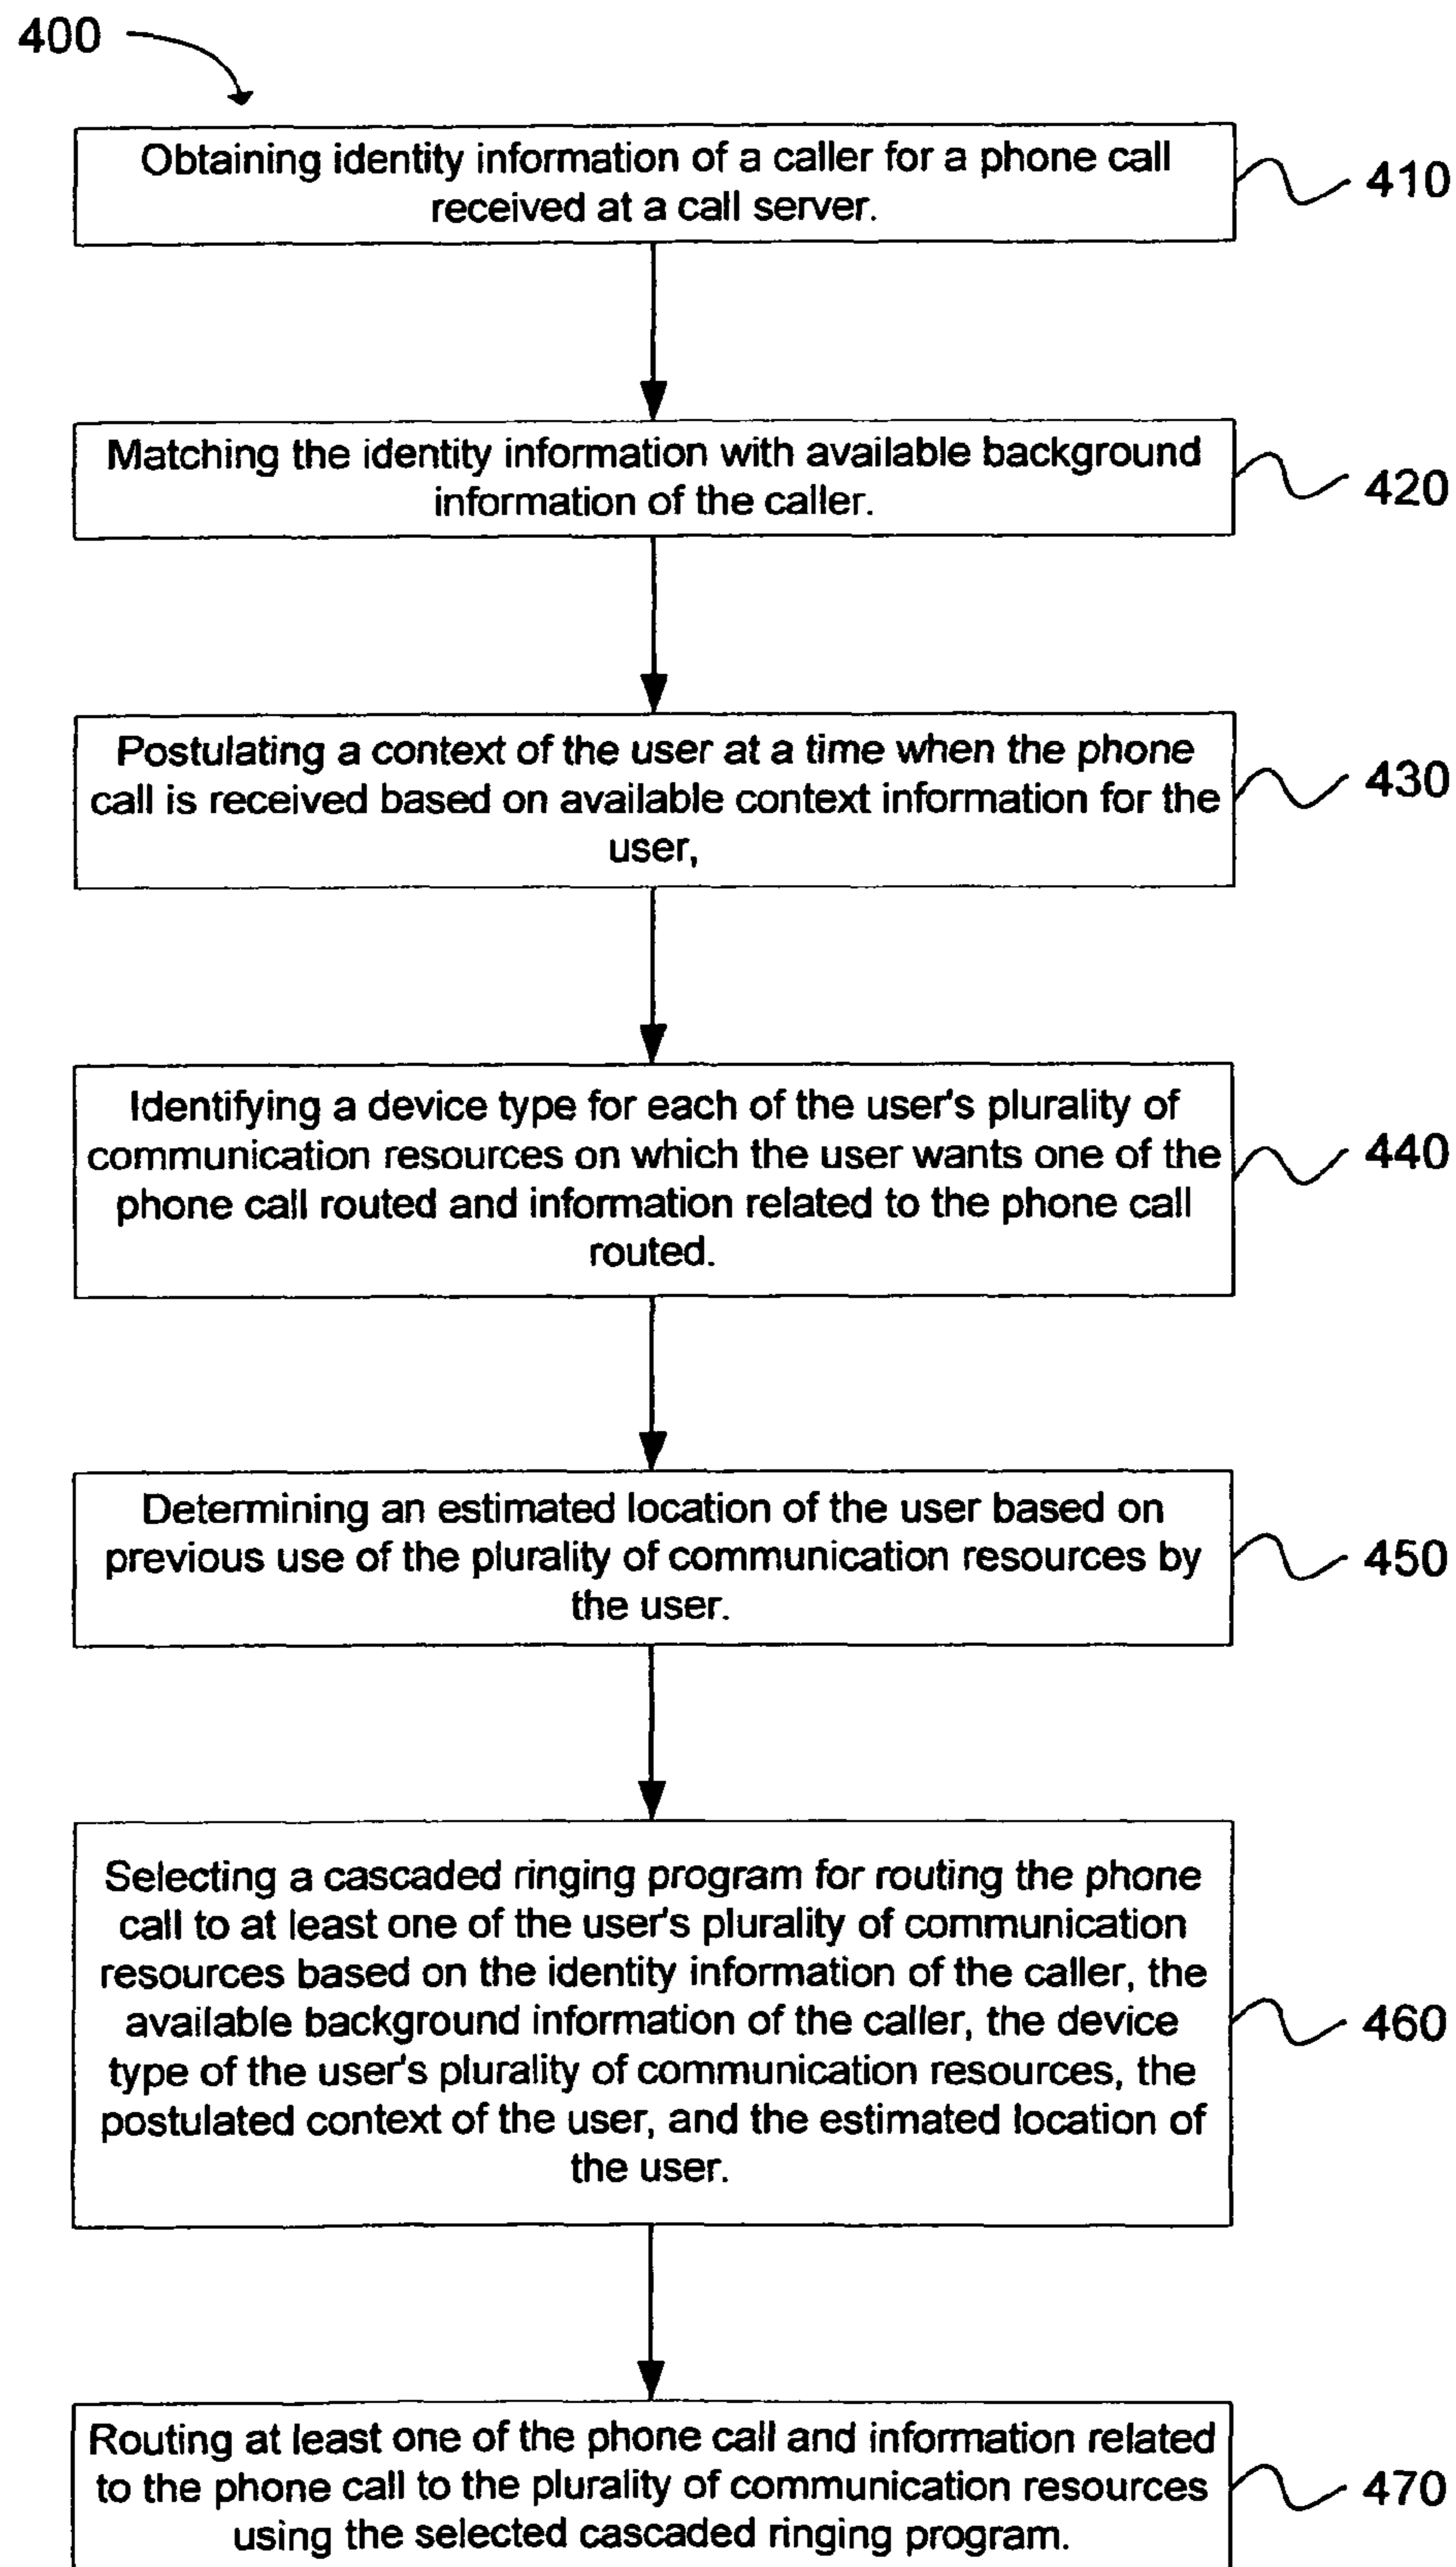 400
Obtaining identity information of a caller for a phone call
received at a call server.
410
Matching the identity information with available background
information of the caller.
420
Postulating a context of the user at a time when the phone
call is received based on available context information for the
user,
430
Identifying a device type for each of the user's plurality of
communication resources on which the user wants one of the
phone call routed and information related to the phone call
routed.
440
Determining an estimated location of the user based on
previous use of the plurality of communication resources by
the user.
450
Selecting a cascaded ringing program for routing the phone
call to at least one of the user's plurality of communication
resources based on the identity information of the caller, the
available background information of the caller, the device
type of the user's plurality of communication resources, the
postulated context of the user, and the estimated location of
the user.
460
Routing at least one of the phone call and information related
to the phone call to the plurality of communication resources
using the selected cascaded ringing program.
470